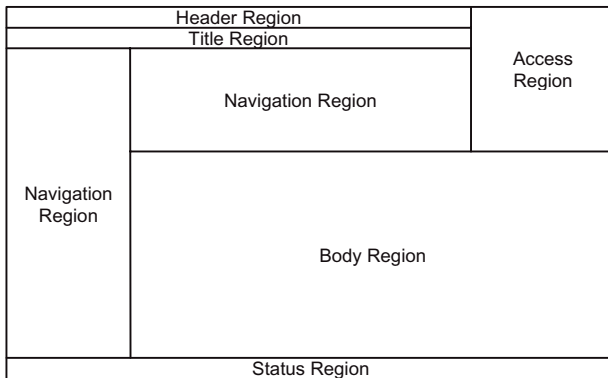 Header Region
Title Region
Access
Region
Navigation Region
Navigation
Region
Body Region
Status Region